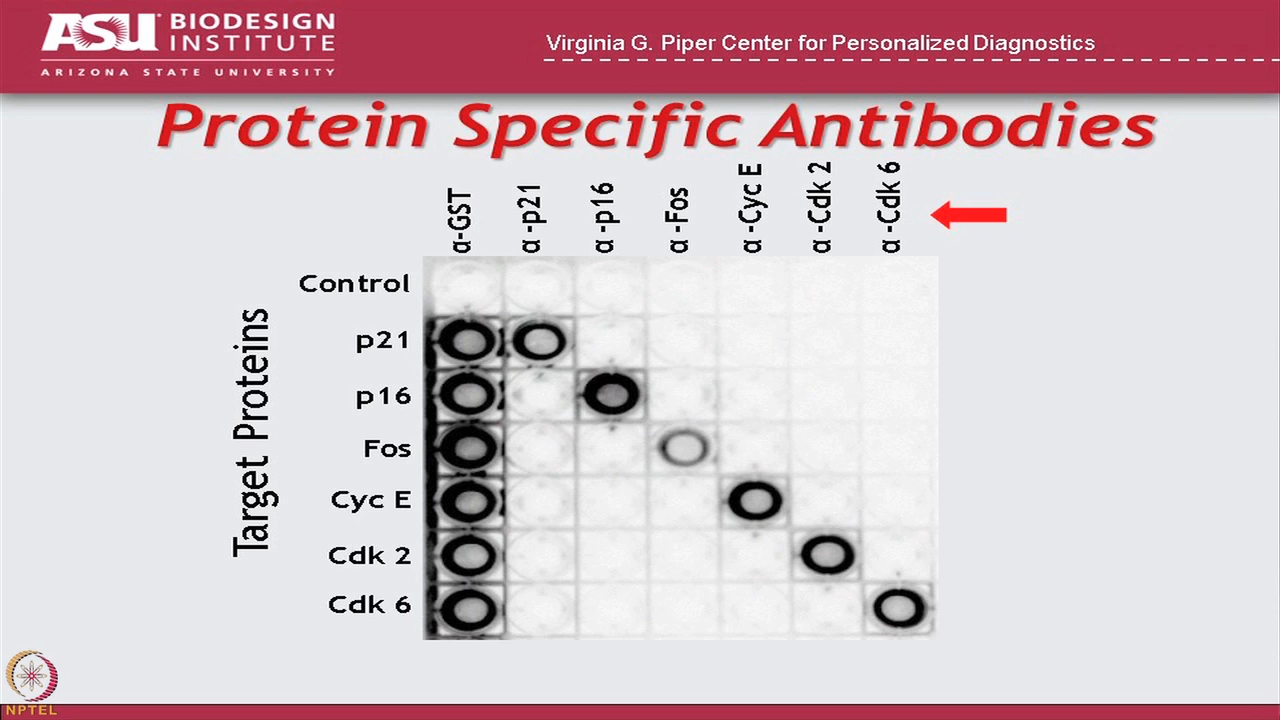 ASU BIODESIGN INSTITUTE
ARIZONA STATE UNIVERSITY
Virginia G. Piper Center for Personalized Diagnostics
Protein Specific Antibodies
α-GST
α -p21
α -p16
α -Fos
α -Cyc E
α -Cdk 2
α -Cdk 6
Target Proteins
Control
p21
p16
Fos
Cyc E
Cdk 2
Cdk 6
NPTEL